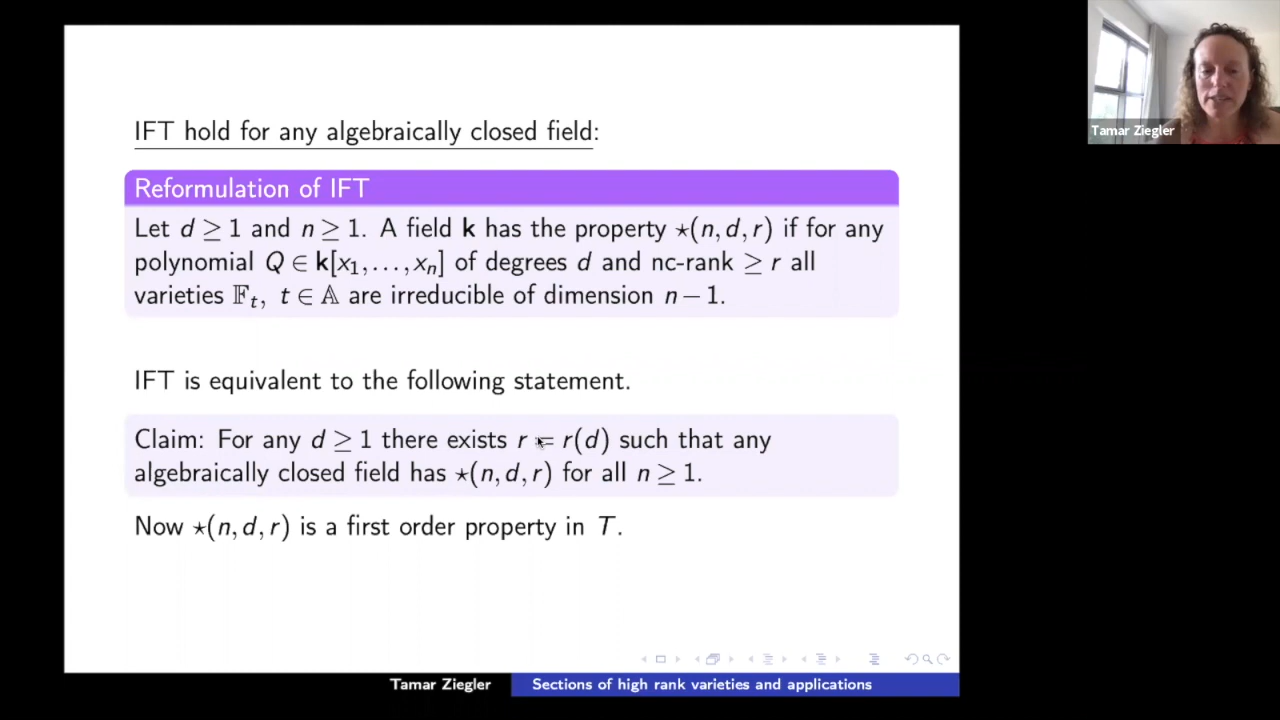 IFT hold for any algebraically closed field:
Reformulation of IFT
Let d ≥ 1 and n ≥ 1. A field k has the property ⋆(n, d, r) if for any
polynomial Q ∈ k[x₁, . . . , xₙ] of degrees d and nc-rank ≥ r all
varieties 𝔽ₜ, t ∈ 𝔸 are irreducible of dimension n − 1.
IFT is equivalent to the following statement.
Claim: For any d ≥ 1 there exists r = r(d) such that any
algebraically closed field has ⋆(n, d, r) for all n ≥ 1.
Now ⋆(n, d, r) is a first order property in T.
Tamar Ziegler
Sections of high rank varieties and applications
Tamar Ziegler